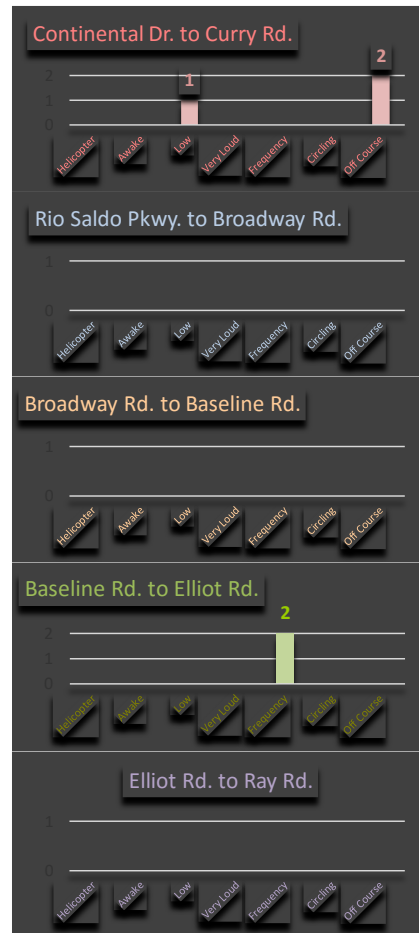 Continental Dr. to Curry Rd.
2
1
2
1
0
Helicopter
Awake
Low
Very Loud
Frequency
Circling
Off Course
Rio Saldo Pkwy. to Broadway Rd.
1
0
Helicopter
Awake
Low
Very Loud
Frequency
Circling
Off Course
Broadway Rd. to Baseline Rd.
1
0
Helicopter
Awake
Low
Very Loud
Frequency
Circling
Off Course
Baseline Rd. to Elliot Rd.
2
2
1
0
Helicopter
Awake
Low
Very Loud
Frequency
Circling
Off Course
Elliot Rd. to Ray Rd.
1
0
Helicopter
Awake
Low
Very Loud
Frequency
Circling
Off Course